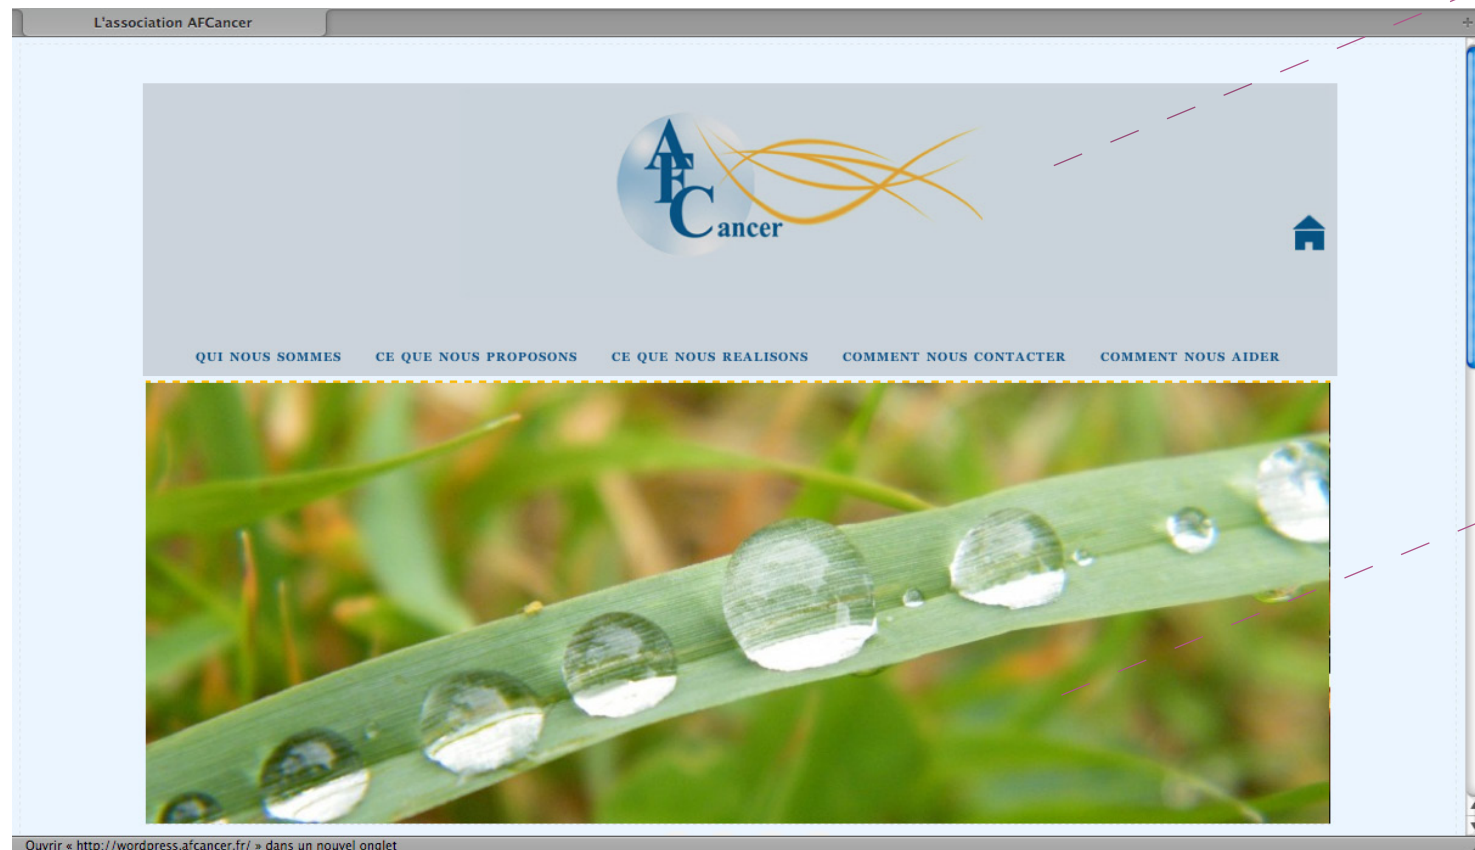 L'association AFCancer
AFCancer
QUI NOUS SOMMES CE QUE NOUS PROPOSONS CE QUE NOUS REALISONS COMMENT NOUS CONTACTER COMMENT NOUS AIDER
Ouvrir « http://wordpress.afcancer.fr/ » dans un nouvel onglet